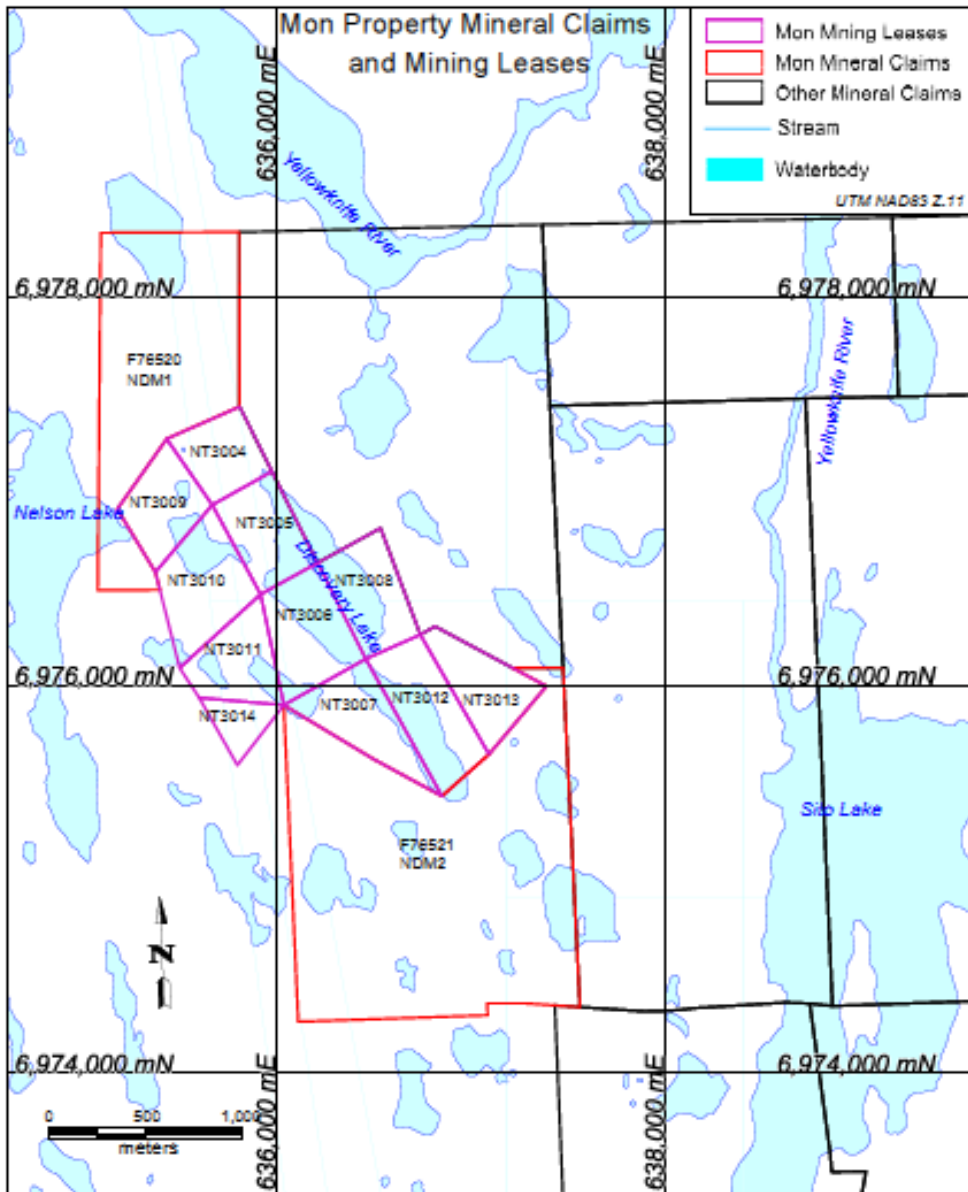 Mon Property Mineral Claims
and Mining Leases
Mon Mining Leases
Mon Mineral Claims
Other Mineral Claims
Stream
Waterbody
UTM NAD83 Z.11
636,000 mE
638,000 mE
Yellowknife River
6,978,000 mN
6,978,000 mN
F76520
NDM1
Yellowknife River
NT3004
NT3009
Nelson Lake
NT3005
Discovery Lake
NT3010
NT3008
NT3006
NT3011
6,976,000 mN
6,976,000 mN
NT3007
NT3012
NT3013
NT3014
Sito Lake
F76521
NDM2
N
6,974,000 mN
6,974,000 mN
636,000 mE
638,000 mE
0 500 1,000
meters